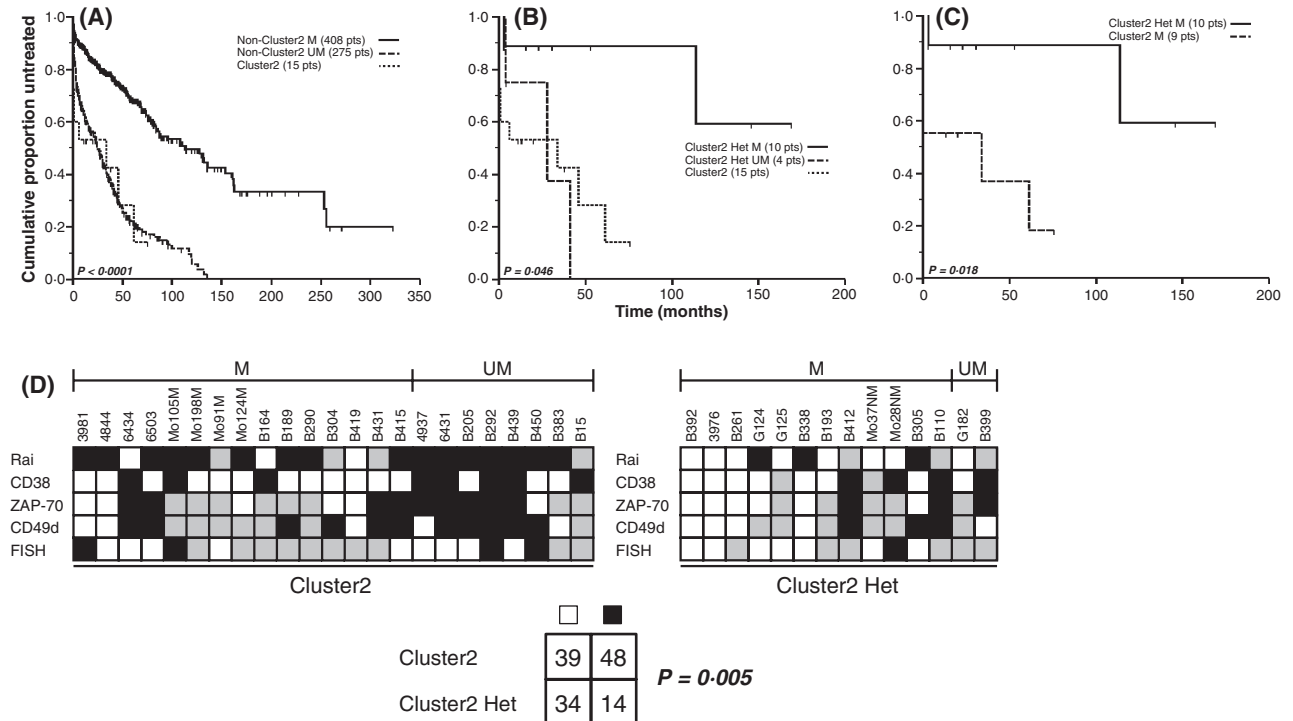 (A)
Cumulative proportion untreated
1·0
0·8
0·6
0·4
0·2
0·0
Non-Cluster2 M (408 pts)
Non-Cluster2 UM (275 pts)
Cluster2 (15 pts)
P < 0·0001
0 50 100 150 200 250 300 350
(B)
1·0
0·8
0·6
0·4
0·2
0·0
Cluster2 Het M (10 pts)
Cluster2 Het UM (4 pts)
Cluster2 (15 pts)
P = 0·046
0 50 100 150 200
Time (months)
(C)
1·0
0·8
0·6
0·4
0·2
0·0
Cluster2 Het M (10 pts)
Cluster2 M (9 pts)
P = 0·018
0 50 100 150 200
(D)
M UM
3981 4844 6434 6503 Mo105M Mo198M Mo91M Mo124M B164 B189 B290 B304 B419 B431 B415 4937 6431 B205 B292 B439 B450 B383 B15
Rai
CD38
ZAP-70
CD49d
FISH
Cluster2
M UM
B392 3976 B261 G124 G125 B338 B193 B412 Mo37NM Mo28NM B305 B110 G182 B399
Rai
CD38
ZAP-70
CD49d
FISH
Cluster2 Het
Cluster2 39 48
Cluster2 Het 34 14
P = 0·005